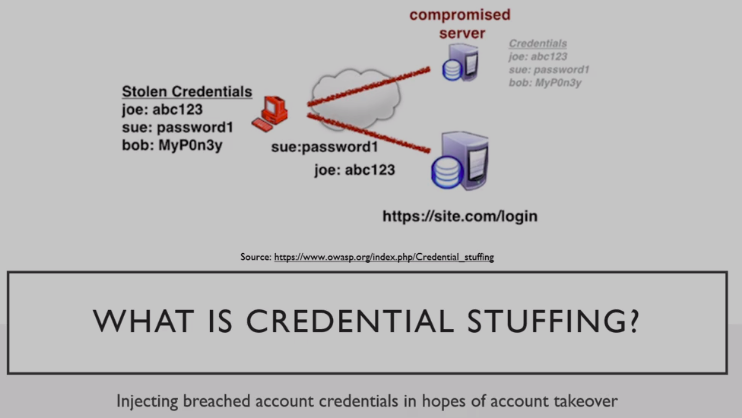 compromised
server
Credentials
joe: abc123
sue: password1
bob: MyP0n3y
Stolen Credentials
joe: abc123
sue: password1
bob: MyP0n3y
sue:password1
joe: abc123
https://site.com/login
Source: https://www.owasp.org/index.php/Credential_stuffing
WHAT IS CREDENTIAL STUFFING?
Injecting breached account credentials in hopes of account takeover